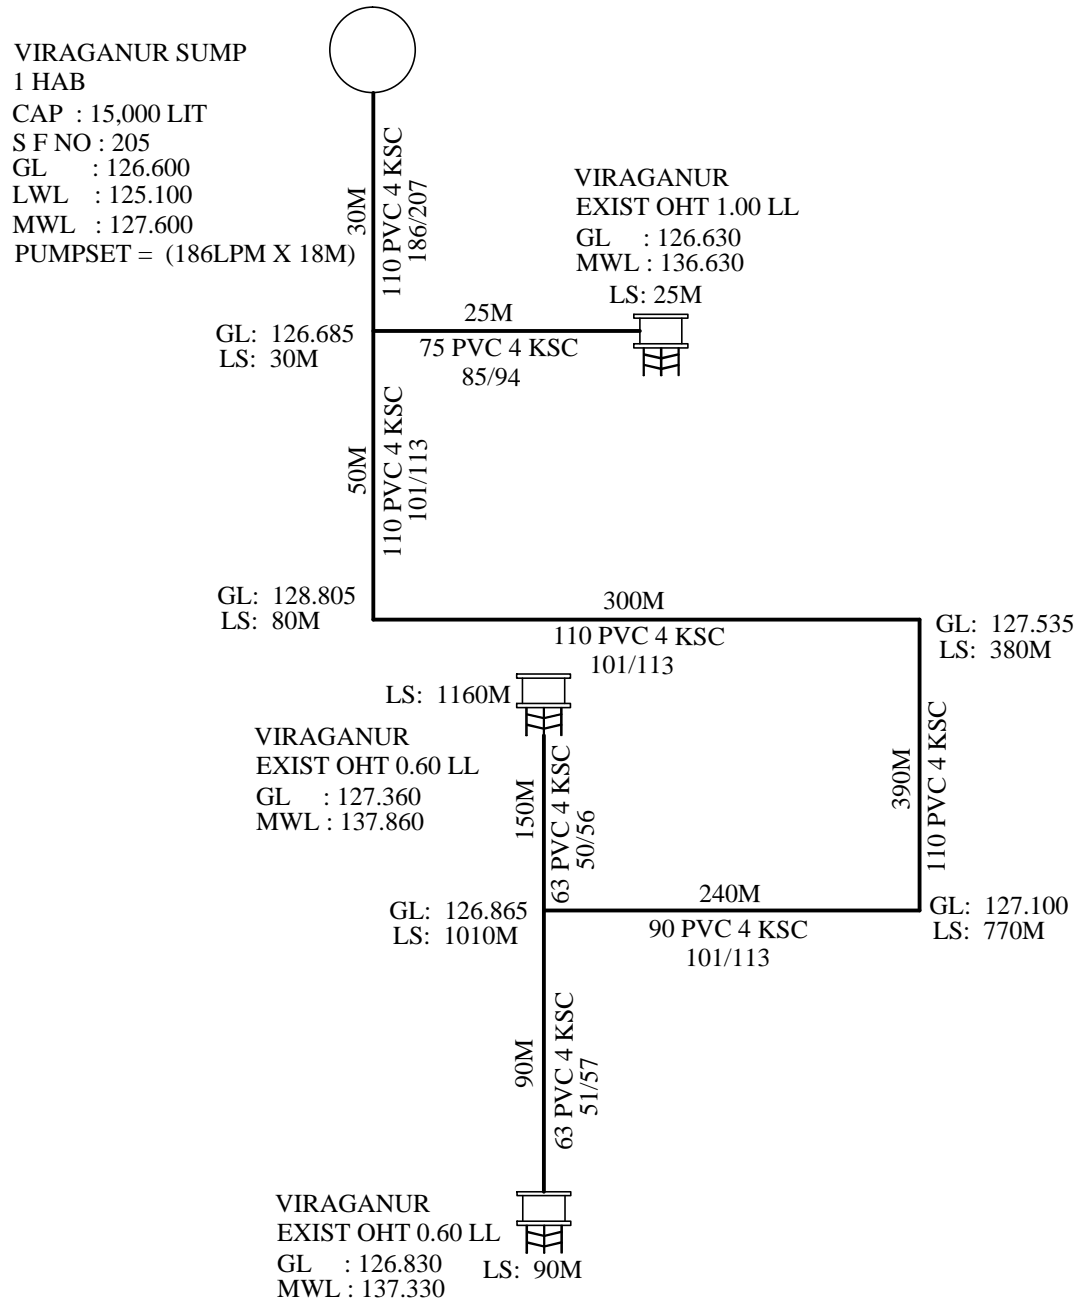 VIRAGANUR SUMP
1 HAB
CAP : 15,000 LIT
S F NO : 205
GL : 126.600
LWL : 125.100
MWL : 127.600
PUMPSET = (186LPM X 18M)
30M
110 PVC 4 KSC
186/207
VIRAGANUR
EXIST OHT 1.00 LL
GL : 126.630
MWL : 136.630
LS: 25M
25M
75 PVC 4 KSC
85/94
GL: 126.685
LS: 30M
50M
110 PVC 4 KSC
101/113
GL: 128.805
LS: 80M
300M
110 PVC 4 KSC
101/113
GL: 127.535
LS: 380M
LS: 1160M
VIRAGANUR
EXIST OHT 0.60 LL
GL : 127.360
MWL : 137.860
150M
63 PVC 4 KSC
50/56
390M
110 PVC 4 KSC
240M
90 PVC 4 KSC
101/113
GL: 127.100
LS: 770M
GL: 126.865
LS: 1010M
90M
63 PVC 4 KSC
51/57
VIRAGANUR
EXIST OHT 0.60 LL
GL : 126.830
MWL : 137.330
LS: 90M